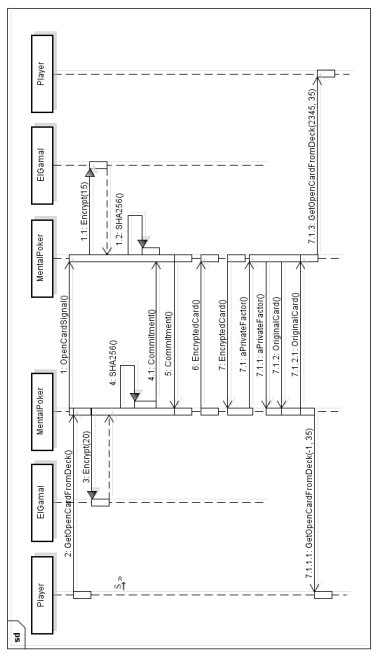 sd
Player
ElGamal
MentalPoker
MentalPoker
ElGamal
Player
1: OpenCardSignal()
1.1: Encrypt(15)
1.2: SHA256()
2: GetOpenCardFromDeck()
3: Encrypt(20)
4: SHA256()
4.1: Commitment()
5: Commitment()
6: EncryptedCard()
7: EncryptedCard()
7.1: aPrivateFactor()
7.1.1: aPrivateFactor()
7.1.2: OriginalCard()
7.1.2.1: OriginalCard()
7.1.3: GetOpenCardFromDeck(2345, 35)
7.1.1.1: GetOpenCardFromDeck(-1, 35)